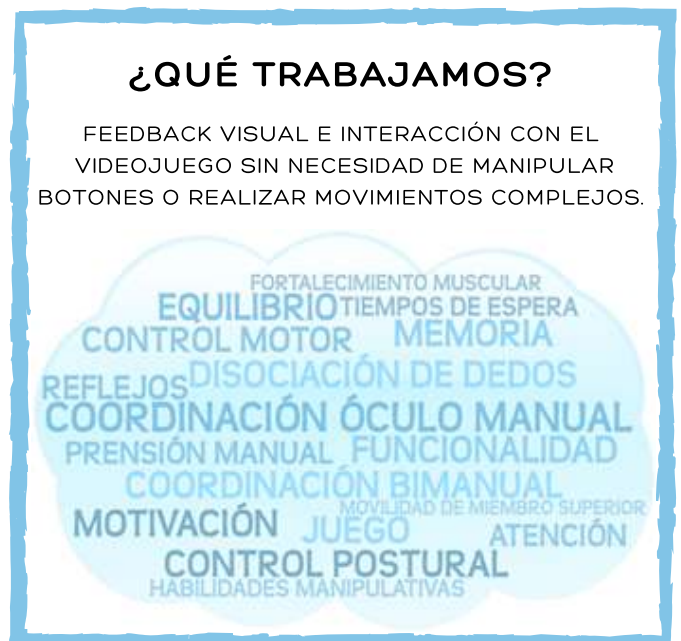 ¿QUÉ TRABAJAMOS?
FEEDBACK VISUAL E INTERACCIÓN CON EL
VIDEOJUEGO SIN NECESIDAD DE MANIPULAR
BOTONES O REALIZAR MOVIMIENTOS COMPLEJOS.
FORTALECIMIENTO MUSCULAR
EQUILIBRIO TIEMPOS DE ESPERA
CONTROL MOTOR MEMORIA
REFLEJOS DISOCIACIÓN DE DEDOS
COORDINACIÓN ÓCULO MANUAL
PRENSIÓN MANUAL FUNCIONALIDAD
COORDINACIÓN BIMANUAL
MOVILIDAD DE MIEMBRO SUPERIOR
MOTIVACIÓN JUEGO ATENCIÓN
CONTROL POSTURAL
HABILIDADES MANIPULATIVAS